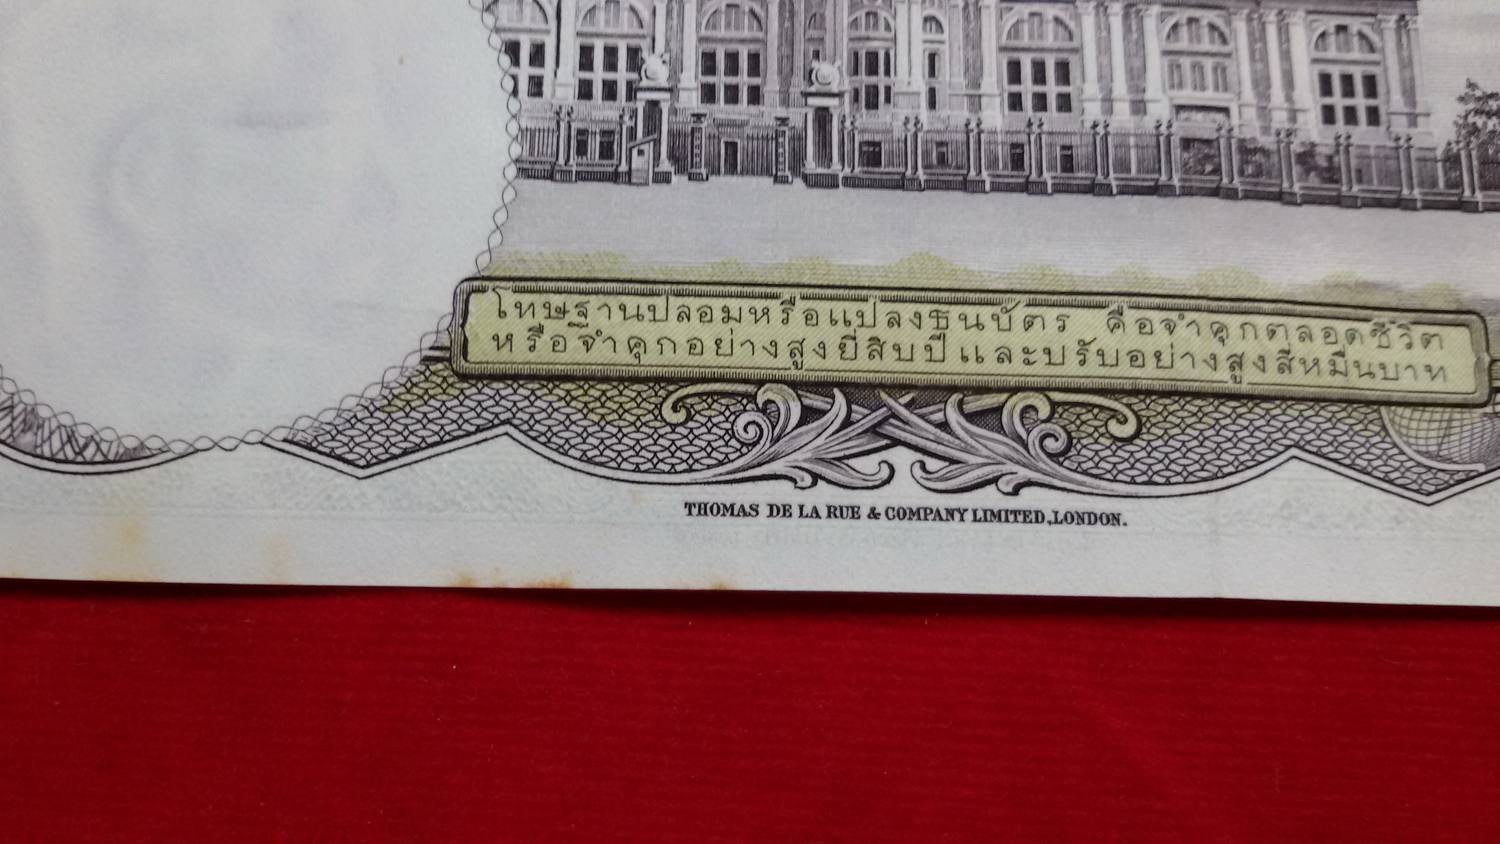 โทษฐานปลอมหรือแปลงธนบัตร คือจำคุกตลอดชีวิต
หรือจำคุกอย่างสูงยี่สิบปี และปรับอย่างสูงสี่หมื่นบาท
THOMAS DE LA RUE & COMPANY LIMITED, LONDON.